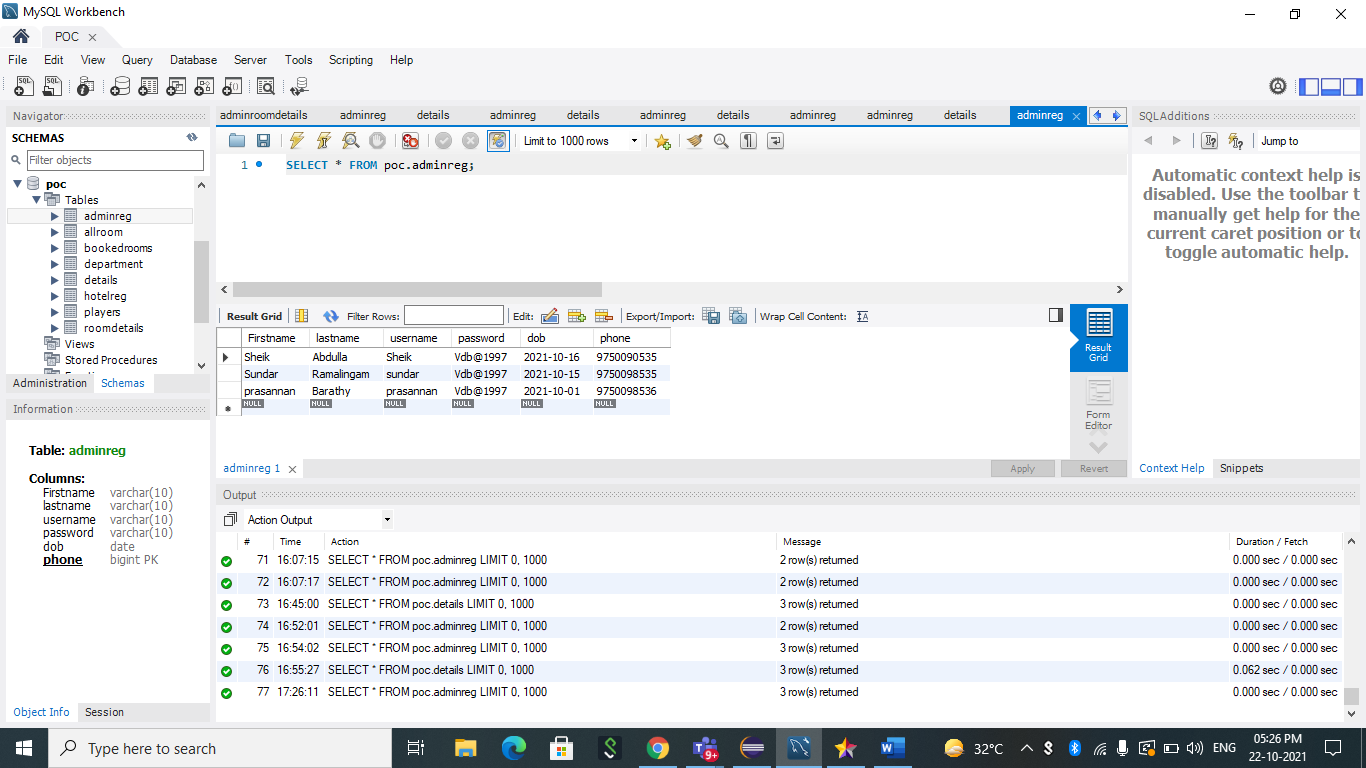 MySQL Workbench
POC
File Edit View Query Database Server Tools Scripting Help
Navigator
SCHEMAS
Filter objects
poc
Tables
adminreg
allroom
bookedrooms
department
details
hotelreg
players
roomdetails
Views
Stored Procedures
Administration Schemas
Information
Table: adminreg
Columns:
Firstname varchar(10)
lastname varchar(10)
username varchar(10)
password varchar(10)
dob date
phone bigint PK
Object Info Session
adminroomdetails adminreg details adminreg details adminreg details adminreg adminreg details adminreg
Limit to 1000 rows
1 SELECT * FROM poc.adminreg;
Result Grid Filter Rows: Edit: Export/Import: Wrap Cell Content:
Firstname lastname username password dob phone
Sheik Abdulla Sheik Vdb@1997 2021-10-16 9750090535
Sundar Ramalingam sundar Vdb@1997 2021-10-15 9750098535
prasannan Barathy prasannan Vdb@1997 2021-10-01 9750098536
NULL NULL NULL NULL NULL NULL
Result
Grid
Form
Editor
adminreg 1 Apply Revert
SQLAdditions
Jump to
Automatic context help is
disabled. Use the toolbar t
manually get help for the
current caret position or to
toggle automatic help.
Context Help Snippets
Output
Action Output
# Time Action Message Duration / Fetch
71 16:07:15 SELECT * FROM poc.adminreg LIMIT 0, 1000 2 row(s) returned 0.000 sec / 0.000 sec
72 16:07:17 SELECT * FROM poc.adminreg LIMIT 0, 1000 2 row(s) returned 0.000 sec / 0.000 sec
73 16:45:00 SELECT * FROM poc.details LIMIT 0, 1000 3 row(s) returned 0.000 sec / 0.000 sec
74 16:52:01 SELECT * FROM poc.adminreg LIMIT 0, 1000 2 row(s) returned 0.000 sec / 0.000 sec
75 16:54:02 SELECT * FROM poc.adminreg LIMIT 0, 1000 3 row(s) returned 0.000 sec / 0.000 sec
76 16:55:27 SELECT * FROM poc.details LIMIT 0, 1000 3 row(s) returned 0.062 sec / 0.000 sec
77 17:26:11 SELECT * FROM poc.adminreg LIMIT 0, 1000 3 row(s) returned 0.000 sec / 0.000 sec
Type here to search
9+
32°C
ENG
05:26 PM
22-10-2021